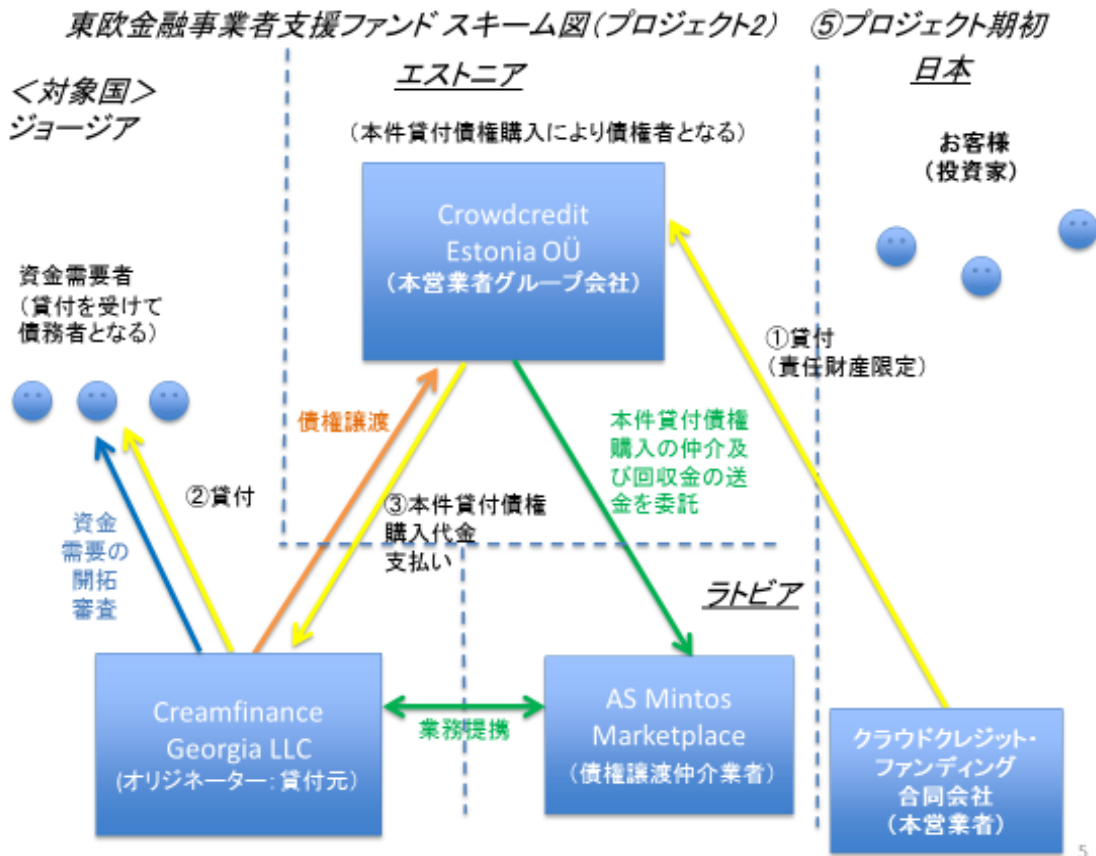 東欧金融事業者支援ファンド スキーム図(プロジェクト2) ⑤プロジェクト期初
<対象国>
ジョージア
エストニア
日本
(本件貸付債権購入により債権者となる)
お客様
(投資家)
Crowdcredit
Estonia OÜ
(本営業者グループ会社)
資金需要者
(貸付を受けて
債務者となる)
①貸付
(責任財産限定)
債権譲渡
本件貸付債権
購入の仲介及
び回収金の送
金を委託
②貸付
③本件貸付債権
購入代金
支払い
資金
需要の
開拓
審査
ラトビア
Creamfinance
Georgia LLC
(オリジネーター:貸付元)
業務提携
AS Mintos
Marketplace
(債権譲渡仲介業者)
クラウドクレジット・
ファンディング
合同会社
(本営業者)
5